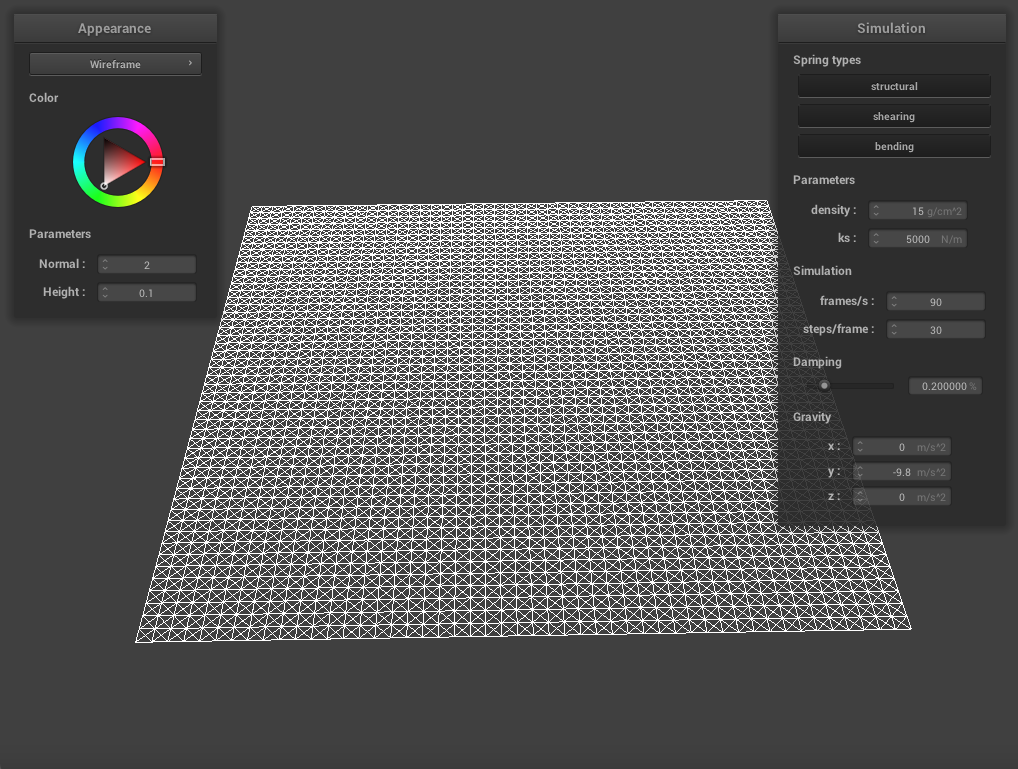 Appearance
Wireframe
Color
Parameters
Normal : 2
Height : 0.1
Simulation
Spring types
structural
shearing
bending
Parameters
density : 15 g/cm^2
ks : 5000 N/m
Simulation
frames/s : 90
steps/frame : 30
Damping
0.200000 %
Gravity
x : 0 m/s^2
y : -9.8 m/s^2
z : 0 m/s^2